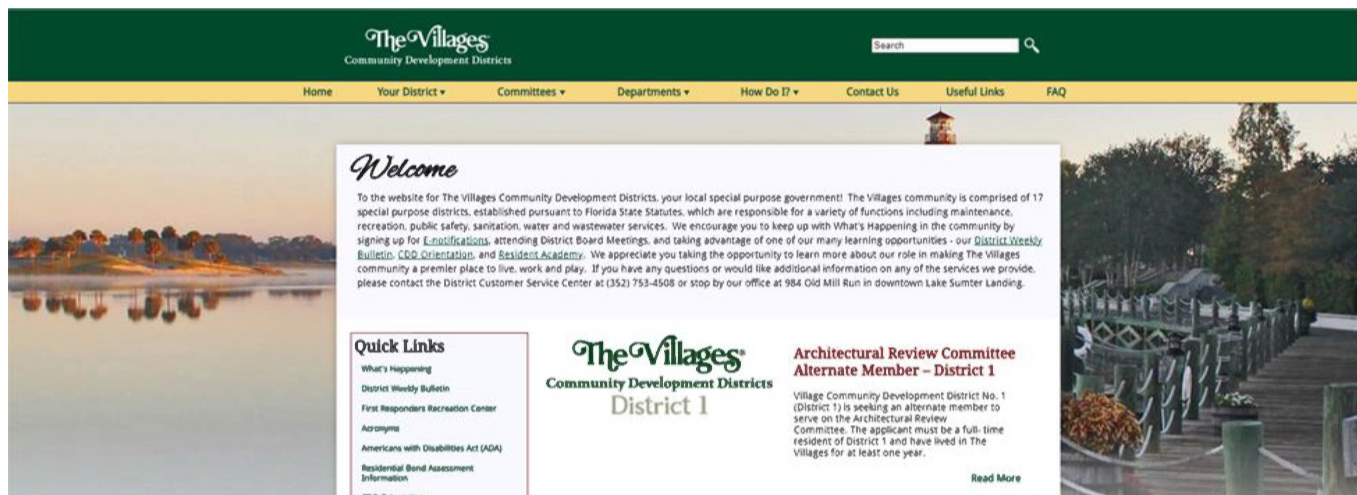 The Villages
Community Development Districts
Search
Home Your District Committees Departments How Do I? Contact Us Useful Links FAQ
Welcome
To the website for The Villages Community Development Districts, your local special purpose government! The Villages community is comprised of 17
special purpose districts, established pursuant to Florida State Statutes, which are responsible for a variety of functions including maintenance,
recreation, public safety, sanitation, water and wastewater services. We encourage you to keep up with What's Happening in the community by
signing up for E-notifications, attending District Board Meetings, and taking advantage of one of our many learning opportunities - our District Weekly
Bulletin, CDD Orientation, and Resident Academy. We appreciate you taking the opportunity to learn more about our role in making The Villages
community a premier place to live, work and play. If you have any questions or would like additional information on any of the services we provide,
please contact the District Customer Service Center at (352) 753-4508 or stop by our office at 984 Old Mill Run in downtown Lake Sumter Landing.
Quick Links
What's Happening
District Weekly Bulletin
First Responders Recreation Center
Acronyms
Americans with Disabilities Act (ADA)
Residential Bond Assessment
Information
The Villages®
Community Development Districts
District 1
Architectural Review Committee
Alternate Member – District 1
Village Community Development District No. 1
(District 1) is seeking an alternate member to
serve on the Architectural Review
Committee. The applicant must be a full- time
resident of District 1 and have lived in The
Villages for at least one year.
Read More